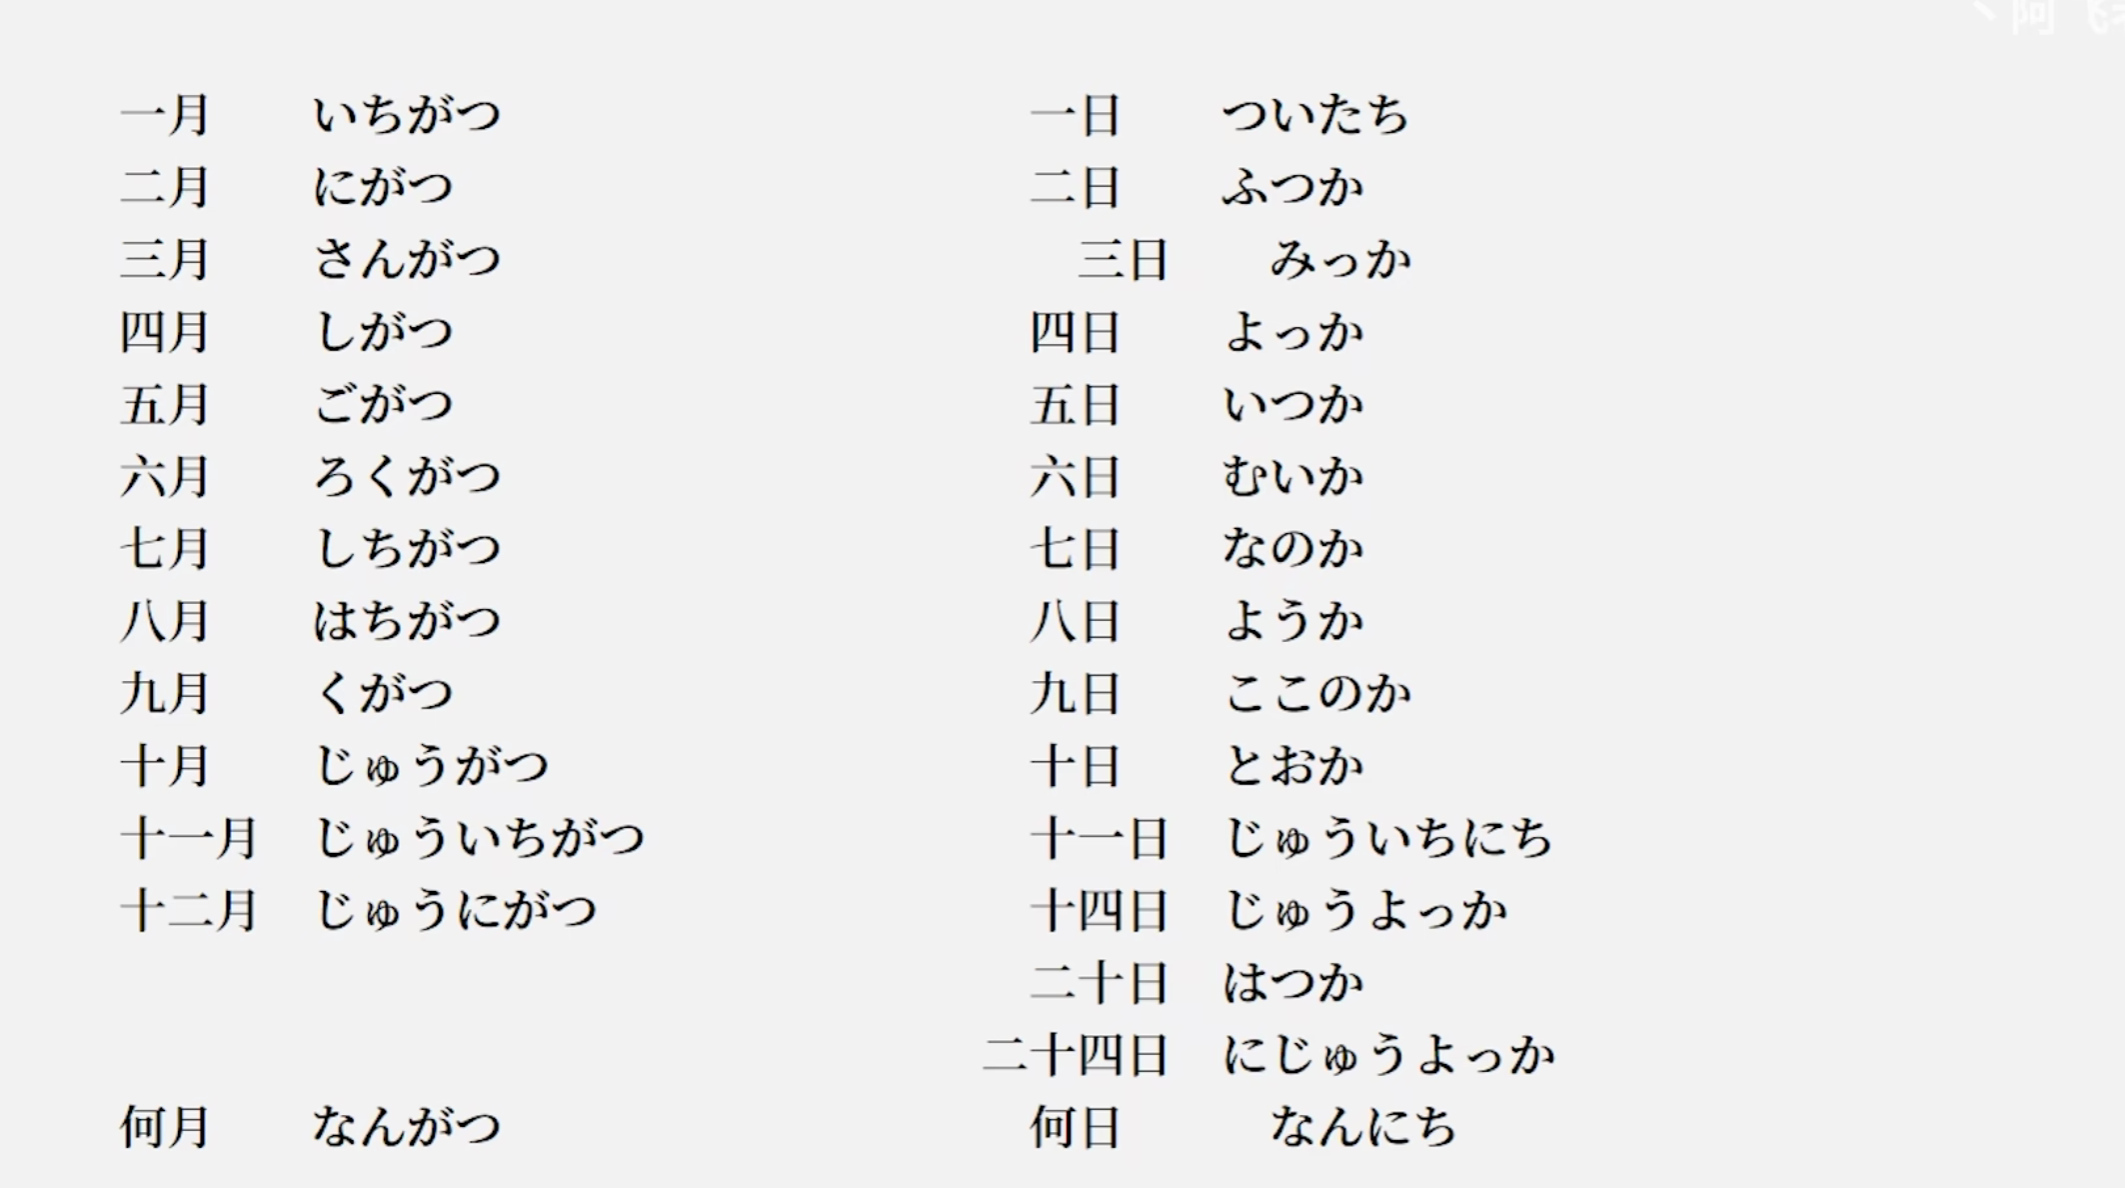 一月 いちがつ
二月 にがつ
三月 さんがつ
四月 しがつ
五月 ごがつ
六月 ろくがつ
七月 しちがつ
八月 はちがつ
九月 くがつ
十月 じゅうがつ
十一月 じゅういちがつ
十二月 じゅうにがつ
何月 なんがつ
一日 ついたち
二日 ふつか
三日 みっか
四日 よっか
五日 いつか
六日 むいか
七日 なのか
八日 ようか
九日 ここのか
十日 とおか
十一日 じゅういちにち
十四日 じゅうよっか
二十日 はつか
二十四日 にじゅうよっか
何日 なんにち